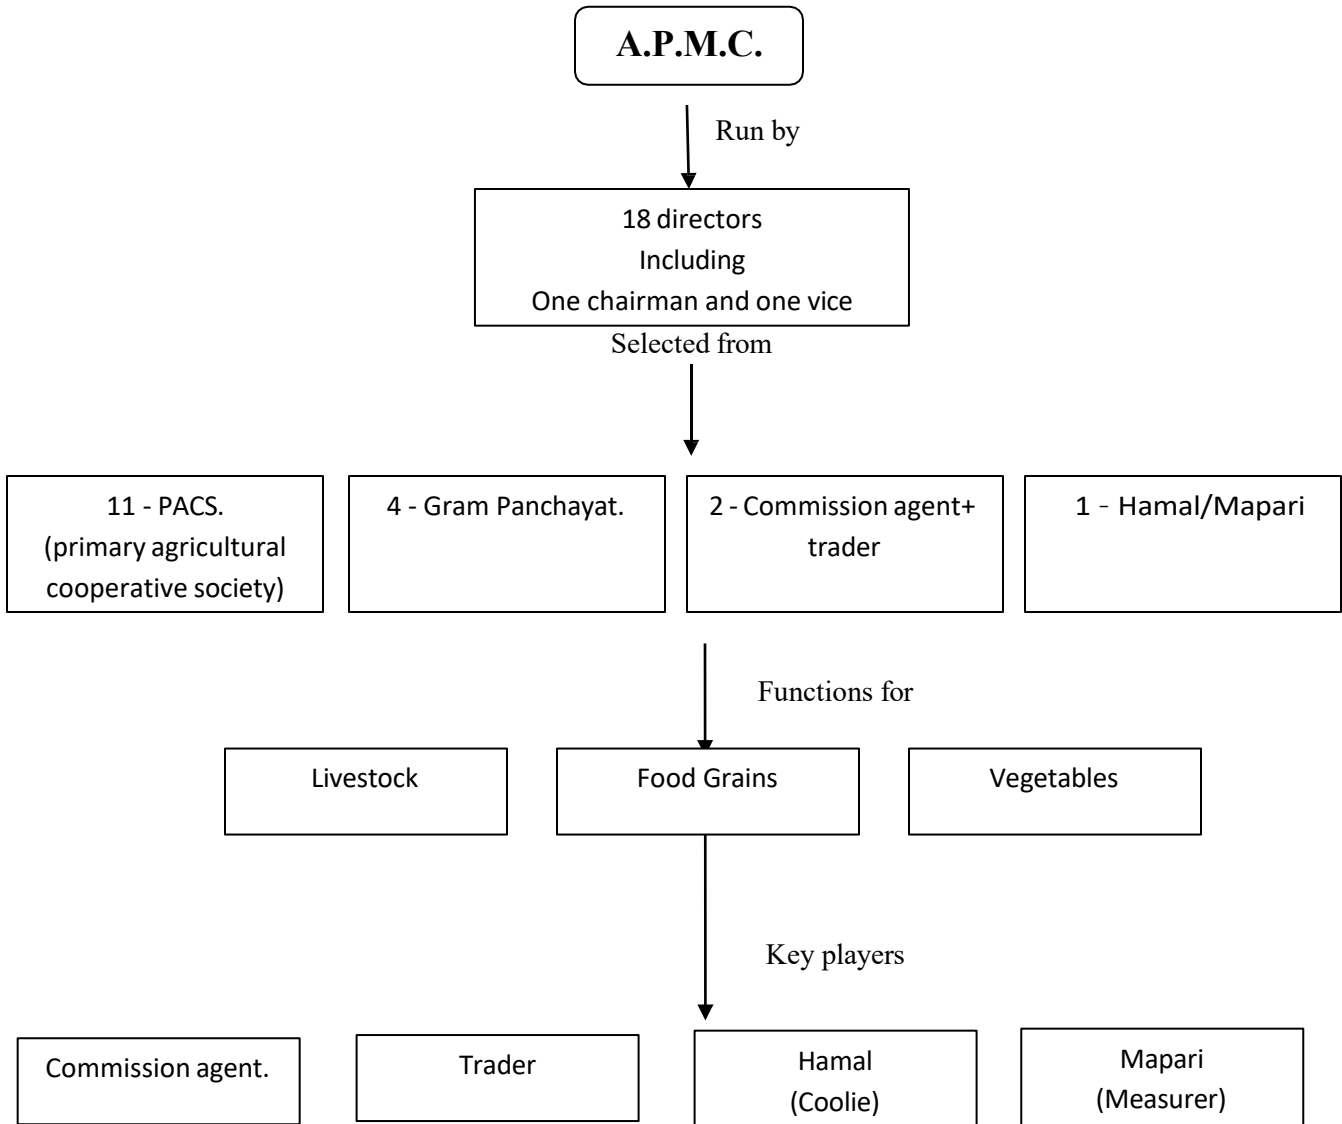 A.P.M.C.
Run by
18 directors
Including
One chairman and one vice
Selected from
11 - PACS.
(primary agricultural
cooperative society)
4 - Gram Panchayat.
2 - Commission agent+
trader
1 - Hamal/Mapari
Functions for
Livestock
Food Grains
Vegetables
Key players
Commission agent.
Trader
Hamal
(Coolie)
Mapari
(Measurer)